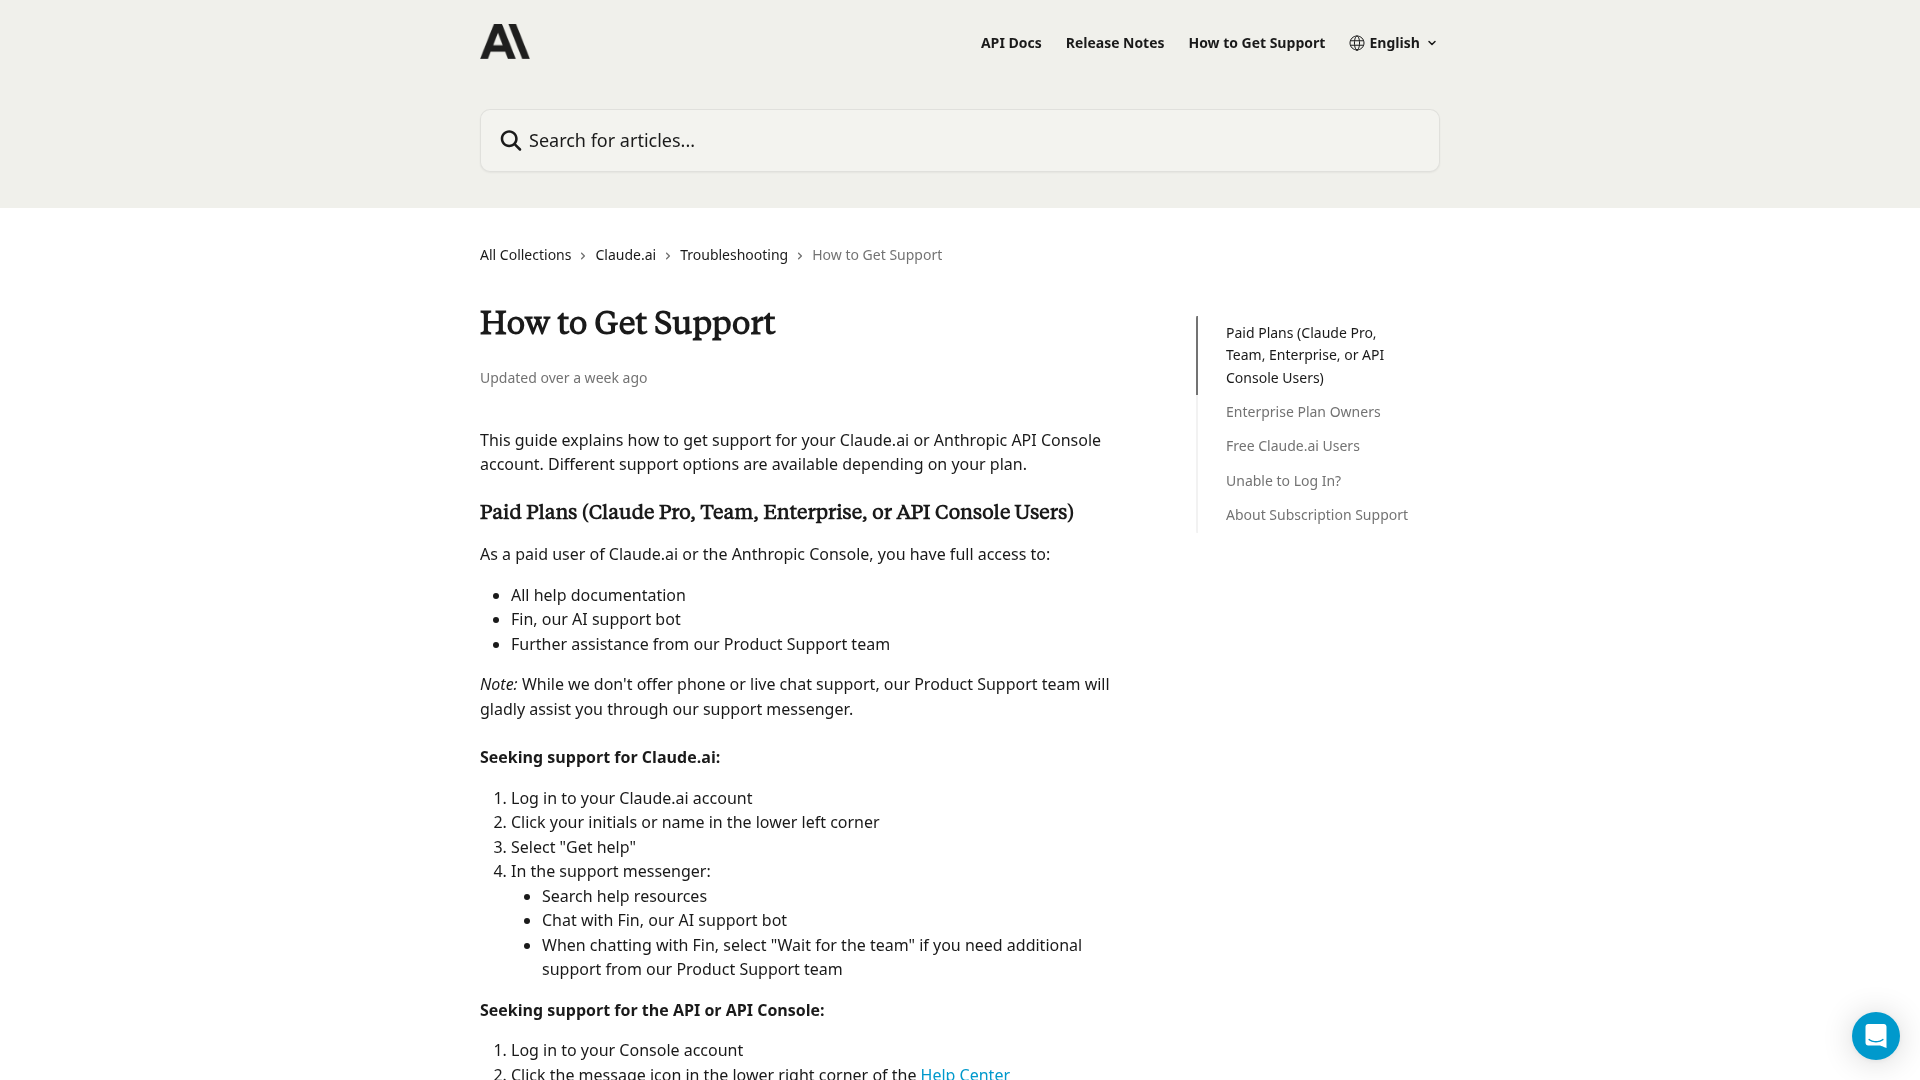 API Docs
Release Notes
How to Get Support
English
Search for articles...
All Collections
Claude.ai
Troubleshooting
How to Get Support
How to Get Support
Updated over a week ago
This guide explains how to get support for your Claude.ai or Anthropic API Console
account. Different support options are available depending on your plan.
Paid Plans (Claude Pro, Team, Enterprise, or API Console Users)
As a paid user of Claude.ai or the Anthropic Console, you have full access to:
All help documentation
Fin, our AI support bot
Further assistance from our Product Support team
Note: While we don't offer phone or live chat support, our Product Support team will
gladly assist you through our support messenger.
Seeking support for Claude.ai:
1. Log in to your Claude.ai account
2. Click your initials or name in the lower left corner
3. Select "Get help"
4. In the support messenger:
Search help resources
Chat with Fin, our AI support bot
When chatting with Fin, select "Wait for the team" if you need additional
support from our Product Support team
Seeking support for the API or API Console:
1. Log in to your Console account
2. Click the message icon in the lower right corner of the Help Center
Paid Plans (Claude Pro,
Team, Enterprise, or API
Console Users)
Enterprise Plan Owners
Free Claude.ai Users
Unable to Log In?
About Subscription Support